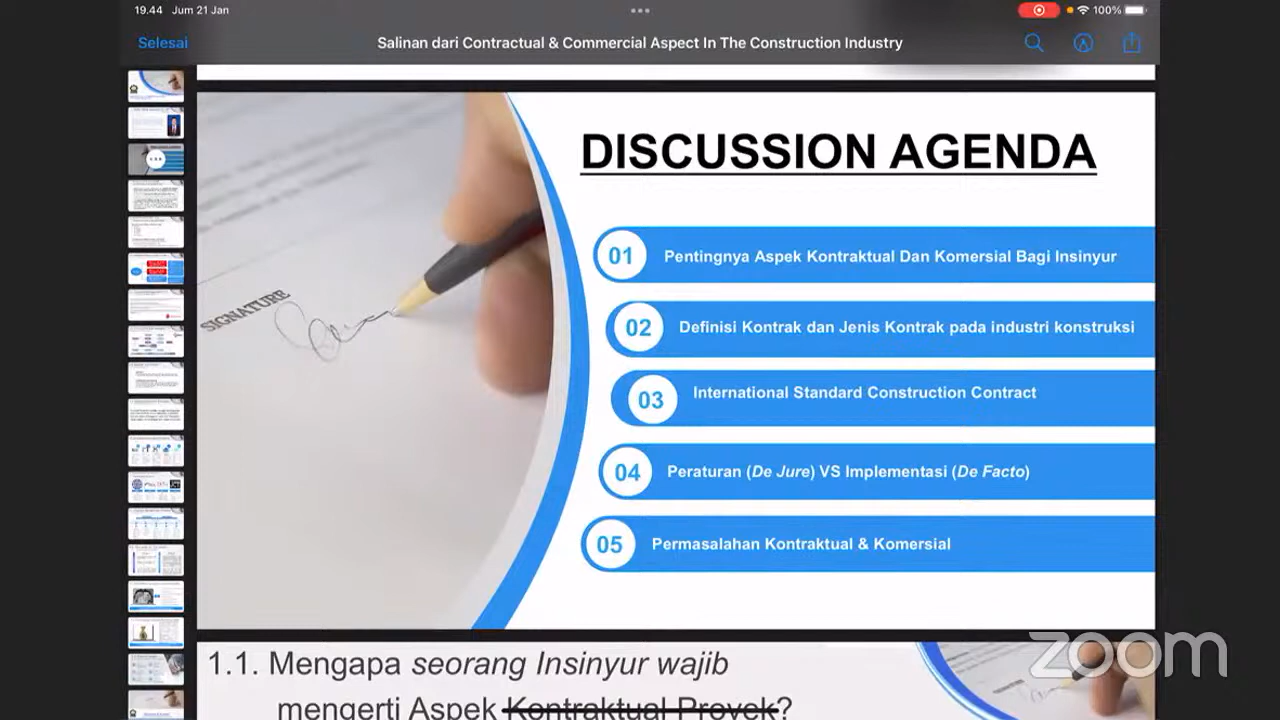 19.44 Jum 21 Jan
100%
Selesai
Salinan dari Contractual & Commercial Aspect In The Construction Industry
DISCUSSION AGENDA
SIGNATURE
01 Pentingnya Aspek Kontraktual Dan Komersial Bagi Insinyur
02 Definisi Kontrak dan Jenis Kontrak pada industri konstruksi
03 International Standard Construction Contract
04 Peraturan (De Jure) VS Implementasi (De Facto)
05 Permasalahan Kontraktual & Komersial
1.1. Mengapa seorang Insinyur wajib
mengerti Aspek Kontraktual Proyek?
zoom